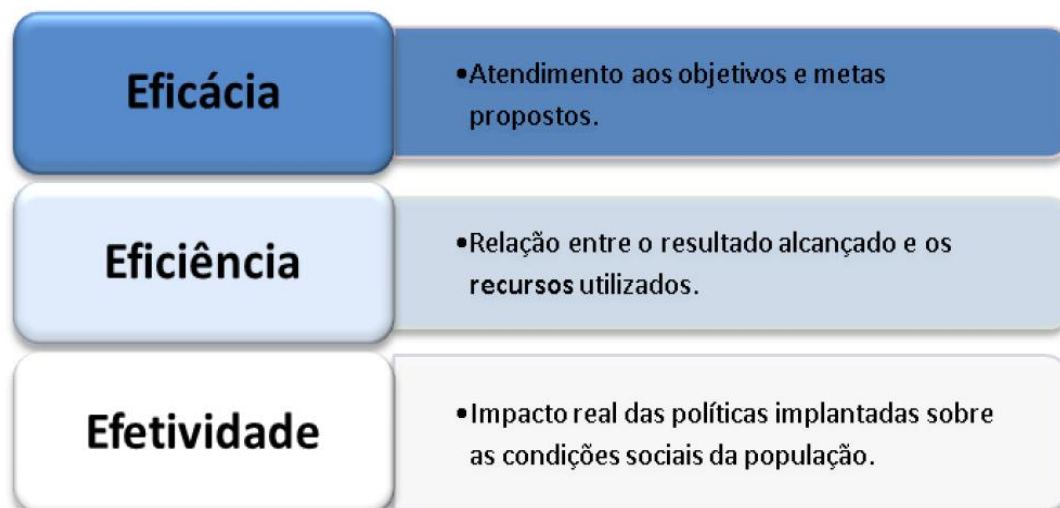 Eficácia
•Atendimento aos objetivos e metas
propostos.
Eficiência
•Relação entre o resultado alcançado e os
recursos utilizados.
Efetividade
•Impacto real das políticas implantadas sobre
as condições sociais da população.